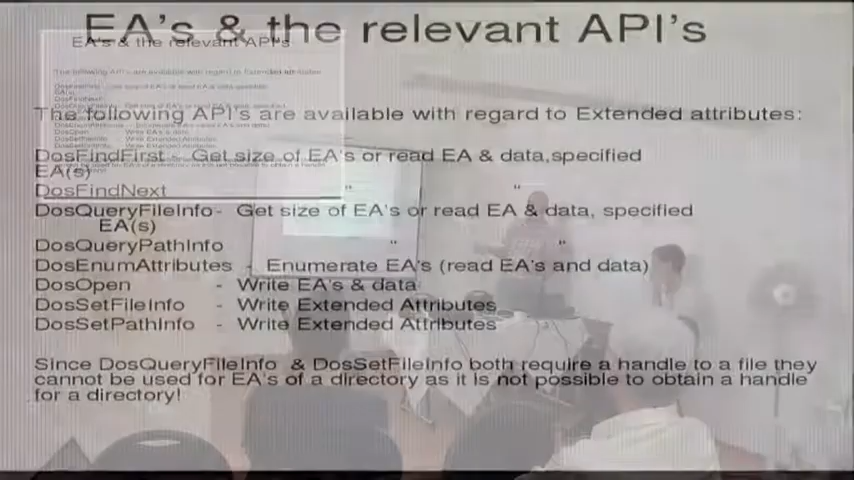 EA's & the relevant API's
EA's & the relevant API's
The following API's are available with regard to Extended attributes:
DosFindFirst - Get size of EA's or read EA & data,specified
EA(s)
DosFindNext " "
DosQueryFileInfo- Get size of EA's or read EA & data, specified
EA(s)
DosQueryPathInfo " "
DosEnumAttributes - Enumerate EA's (read EA's and data)
DosOpen - Write EA's & data
DosSetFileInfo - Write Extended Attributes
DosSetPathInfo - Write Extended Attributes
Since DosQueryFileInfo & DosSetFileInfo both require a handle to a file they
cannot be used for EA's of a directory as it is not possible to obtain a handle
for a directory!